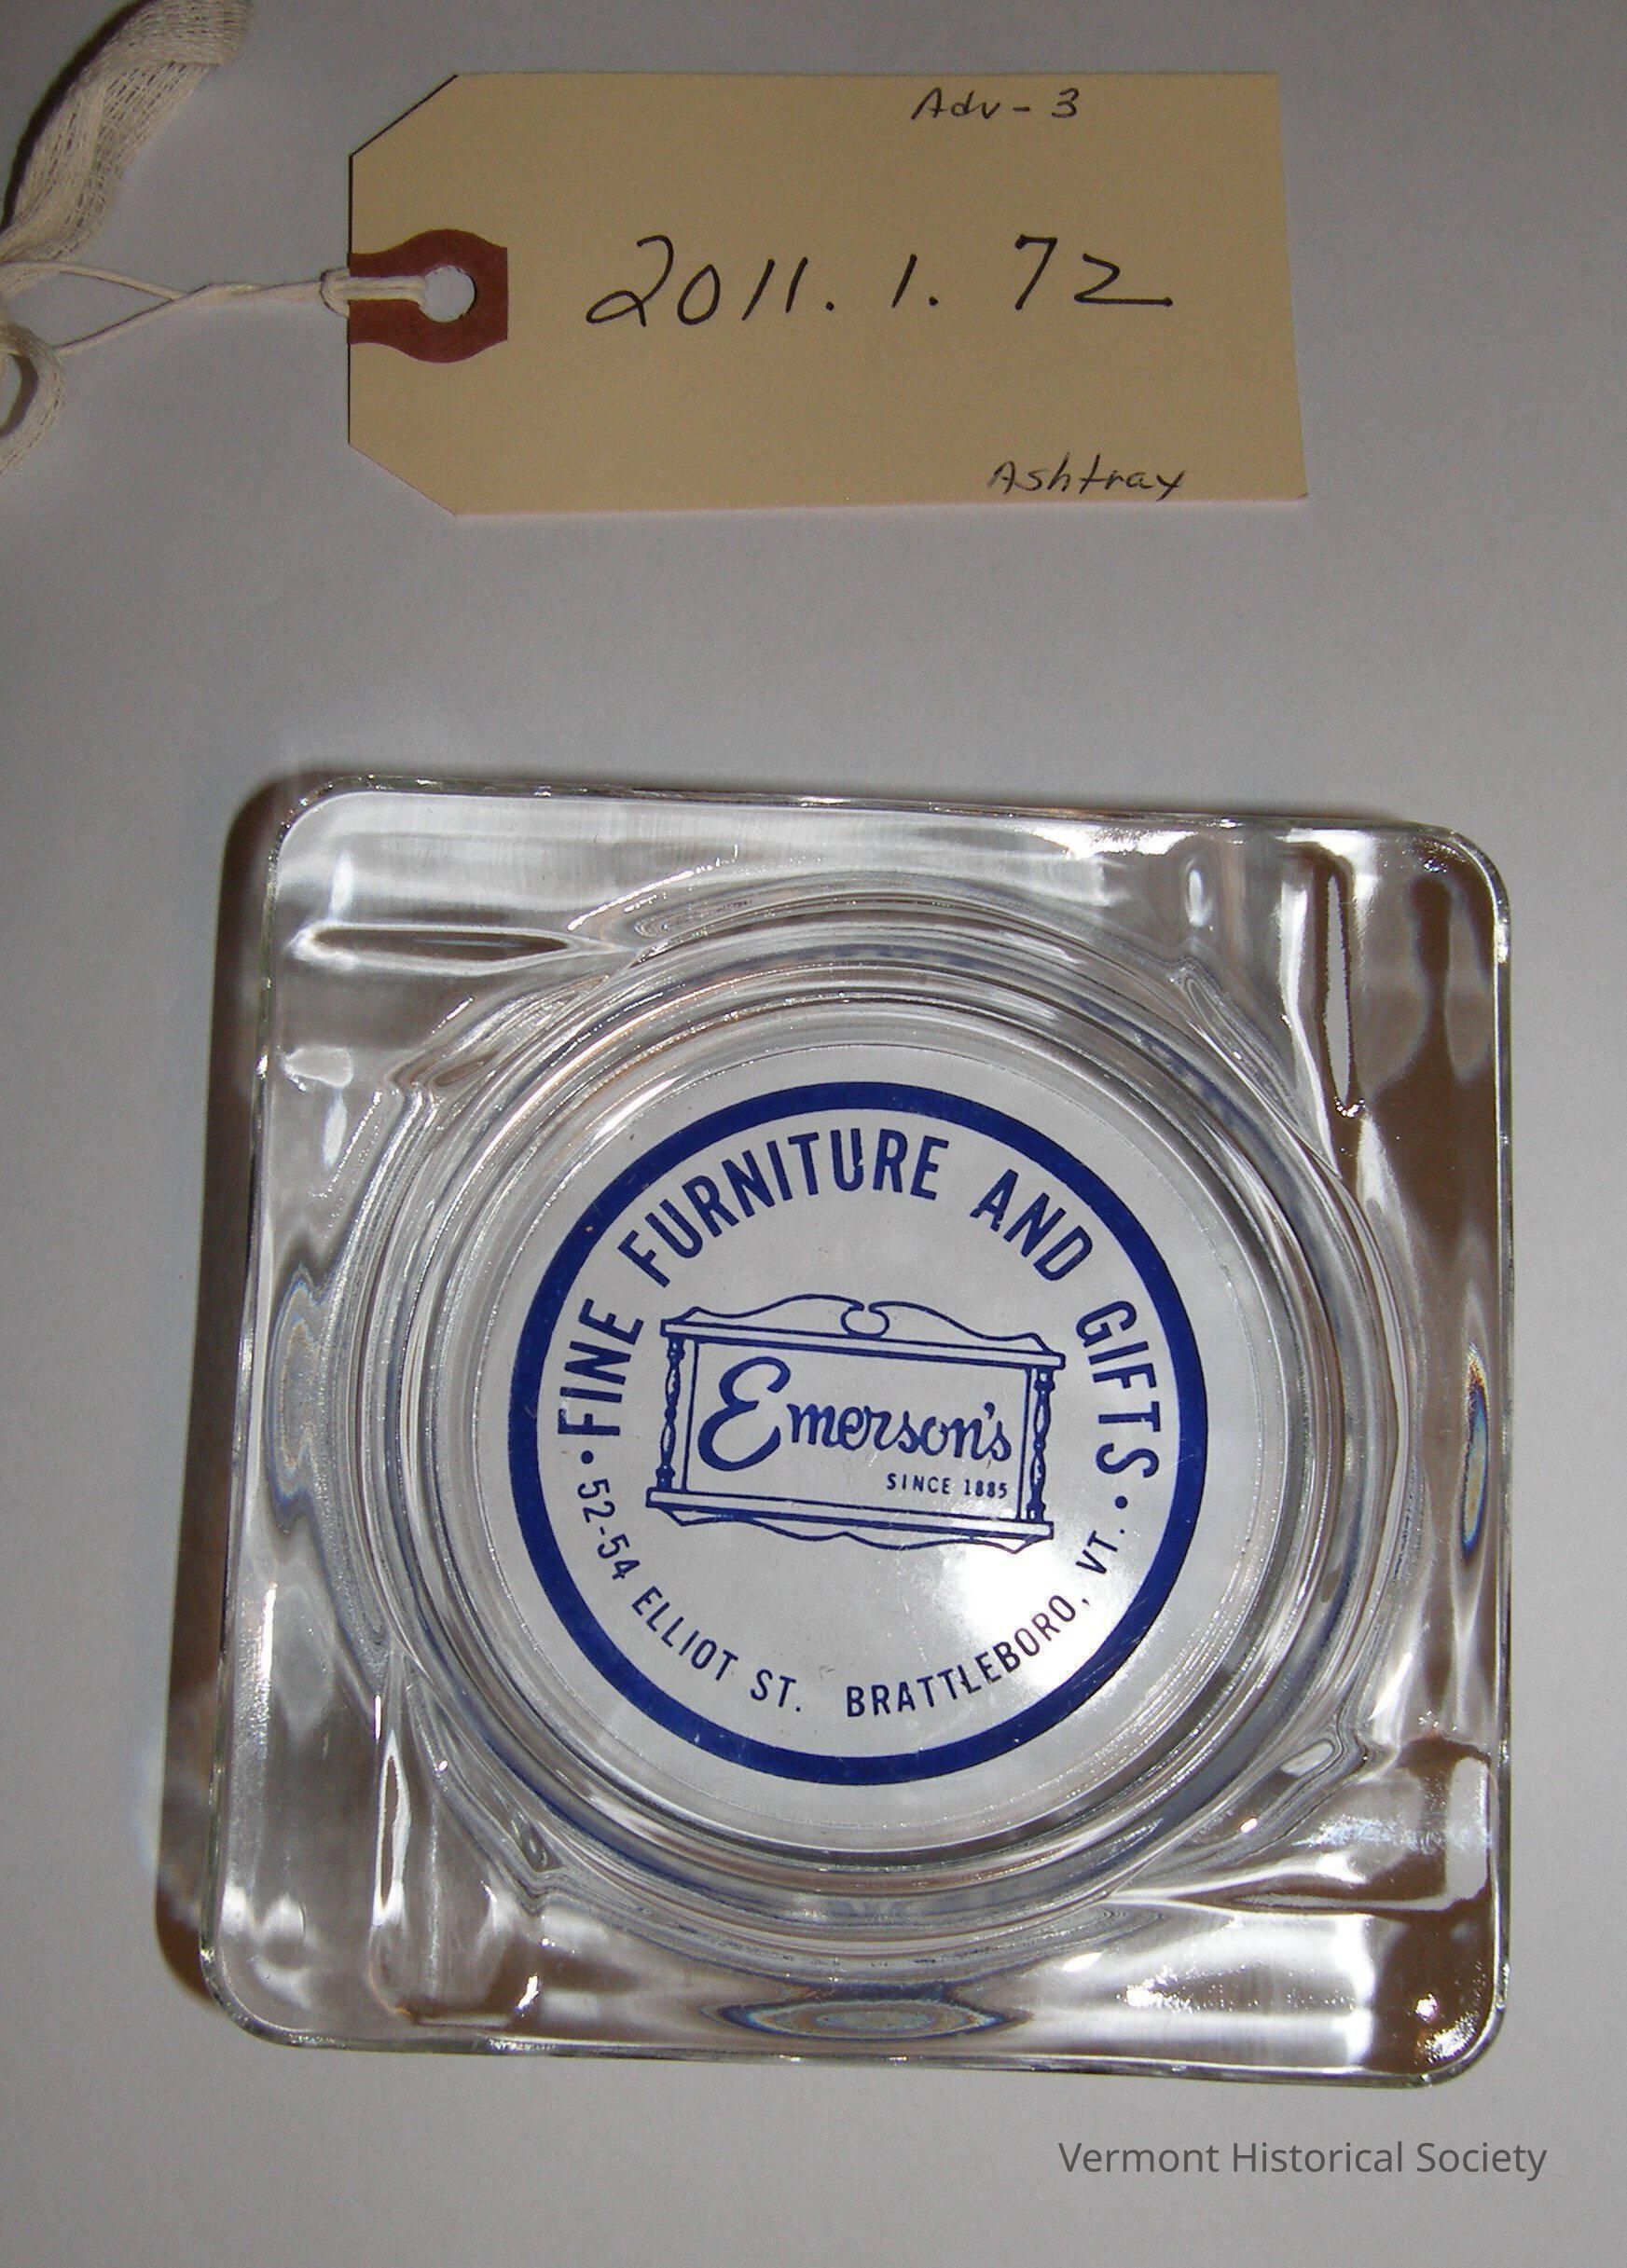 Adv-3
2011.1.72
Ashtray
• FINE FURNITURE AND GIFTS •
Emerson's
SINCE 1885
52-54 ELLIOT ST. BRATTLEBORO, VT.
Vermont Historical Society